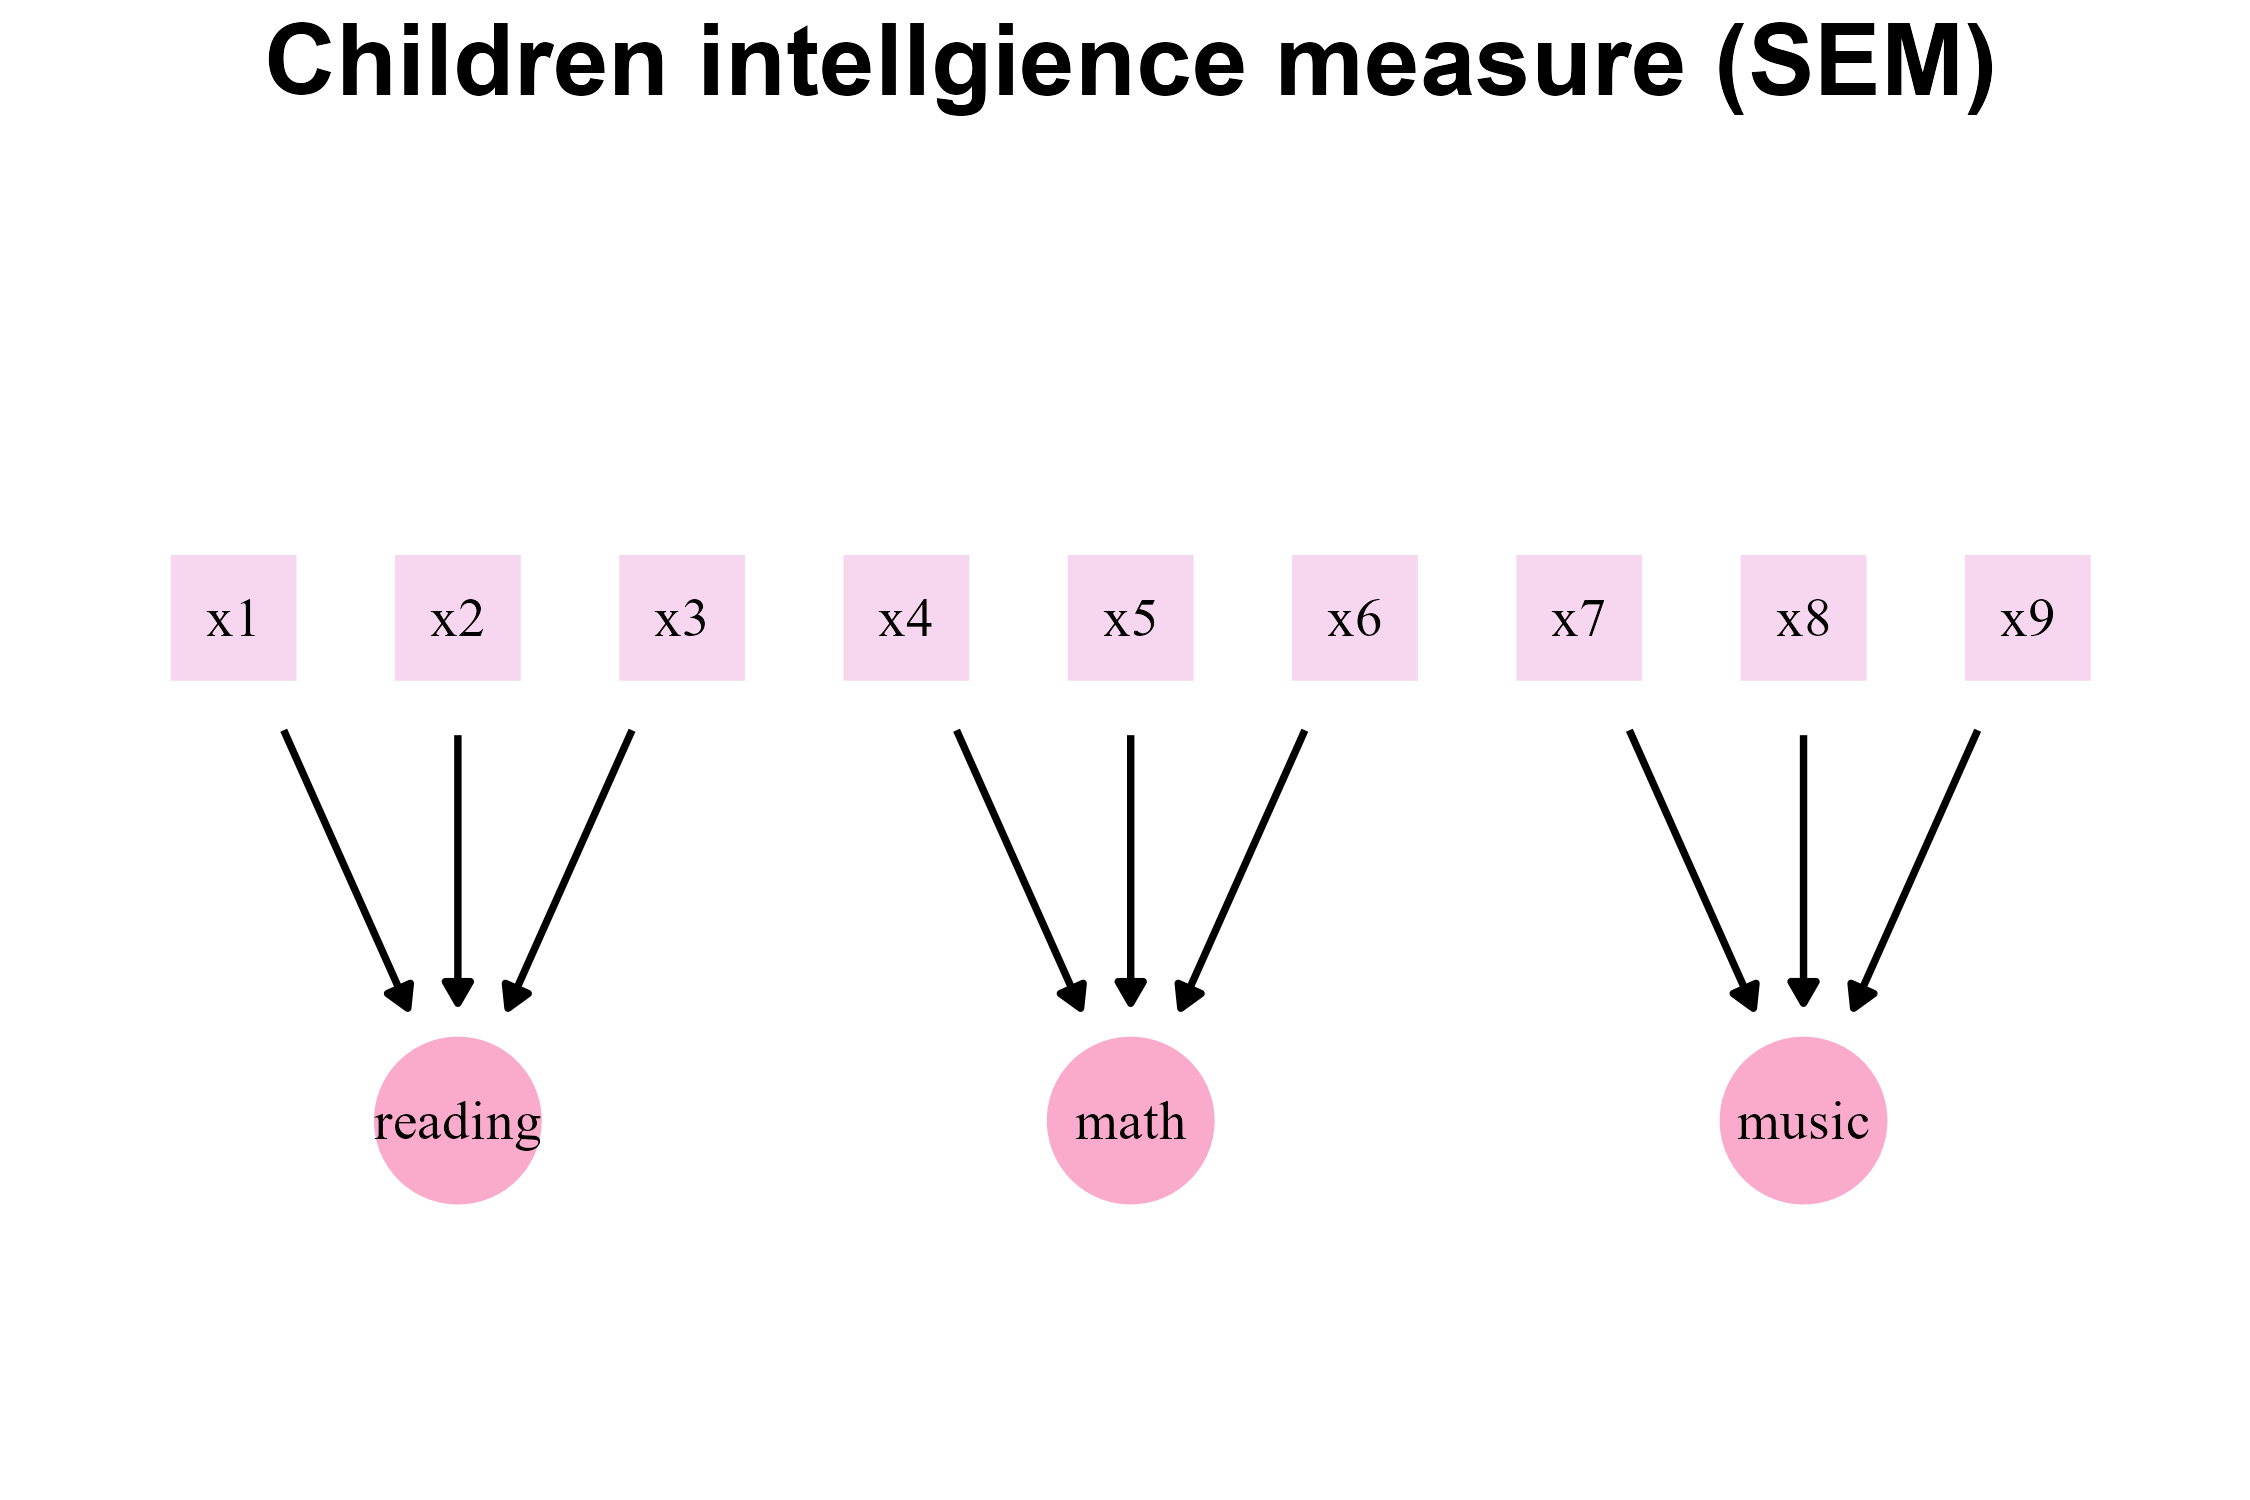 Children intellgience measure (SEM)
x1 x2 x3 x4 x5 x6 x7 x8 x9
reading math music